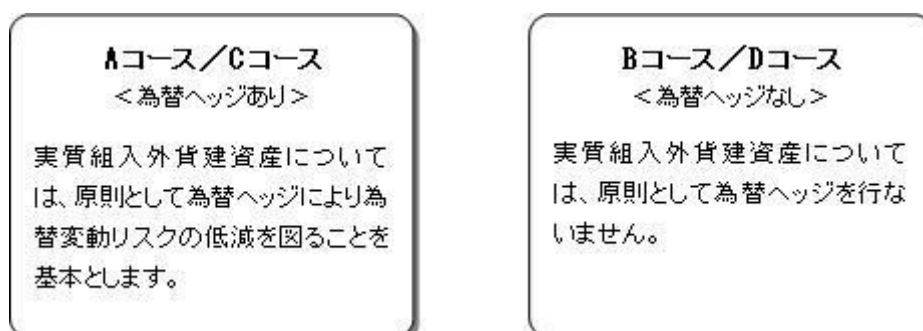 Aコース／Cコース
＜為替ヘッジあり＞
実質組入外貨建資産について
は、原則として為替ヘッジにより為
替変動リスクの低減を図ることを
基本とします。
Bコース／Dコース
＜為替ヘッジなし＞
実質組入外貨建資産について
は、原則として為替ヘッジを行な
いません。